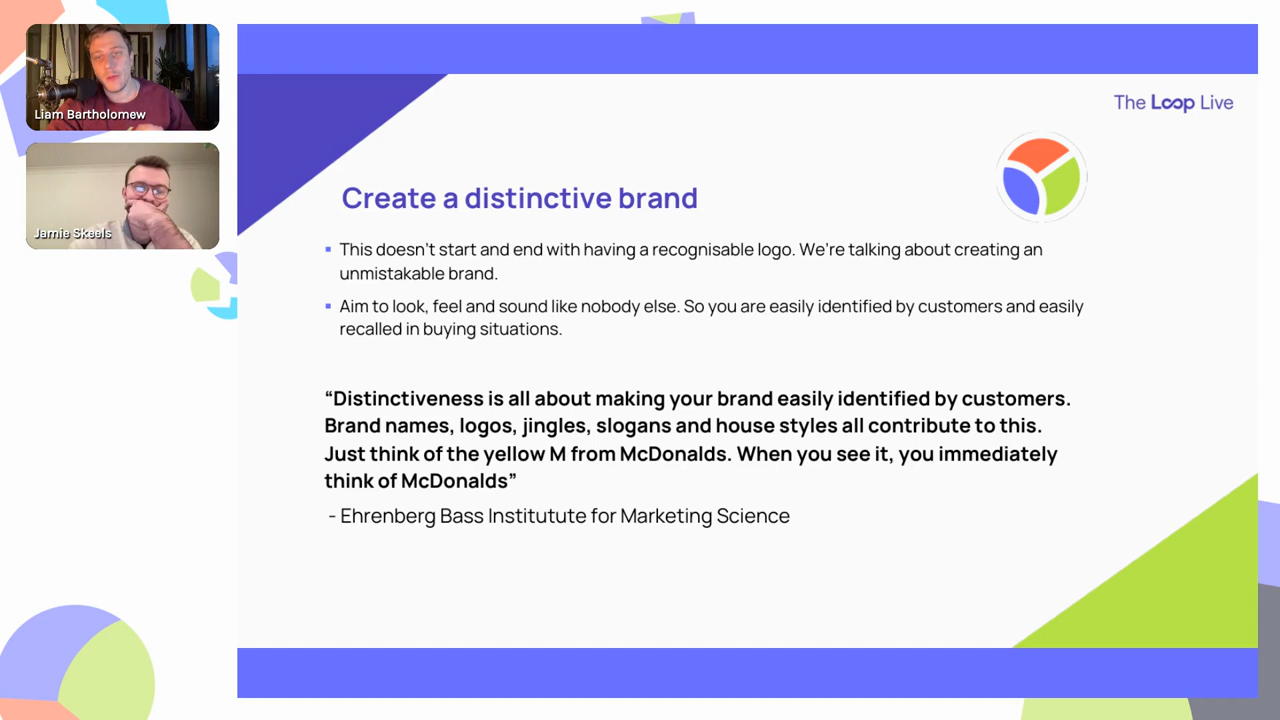 Liam Bartholomew
Jamie Skeels
The Loop Live
Create a distinctive brand
▪ This doesn't start and end with having a recognisable logo. We're talking about creating an
unmistakable brand.
▪ Aim to look, feel and sound like nobody else. So you are easily identified by customers and easily
recalled in buying situations.
“Distinctiveness is all about making your brand easily identified by customers.
Brand names, logos, jingles, slogans and house styles all contribute to this.
Just think of the yellow M from McDonalds. When you see it, you immediately
think of McDonalds”
- Ehrenberg Bass Institutute for Marketing Science